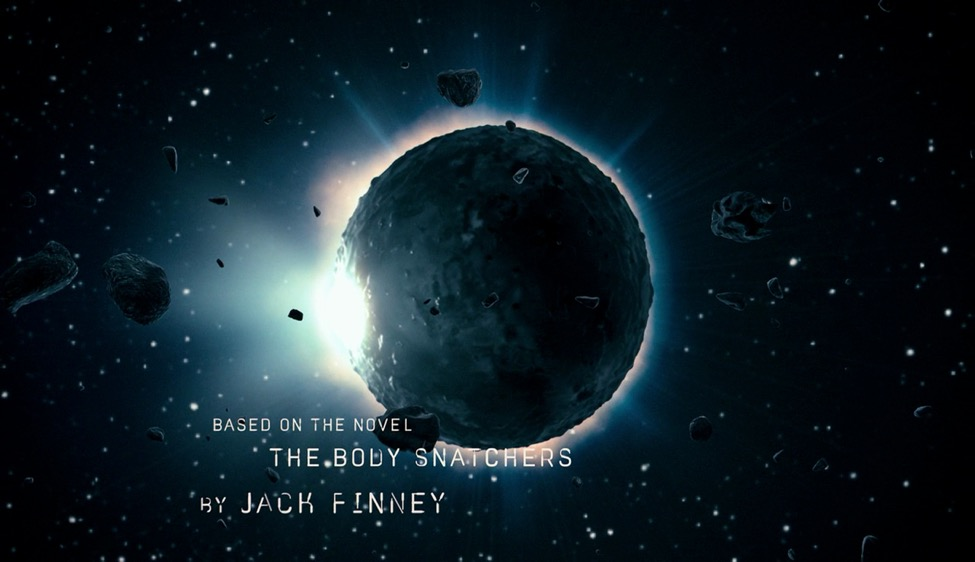 BASED ON THE NOVEL
THE BODY SNATCHERS
BY JACK FINNEY